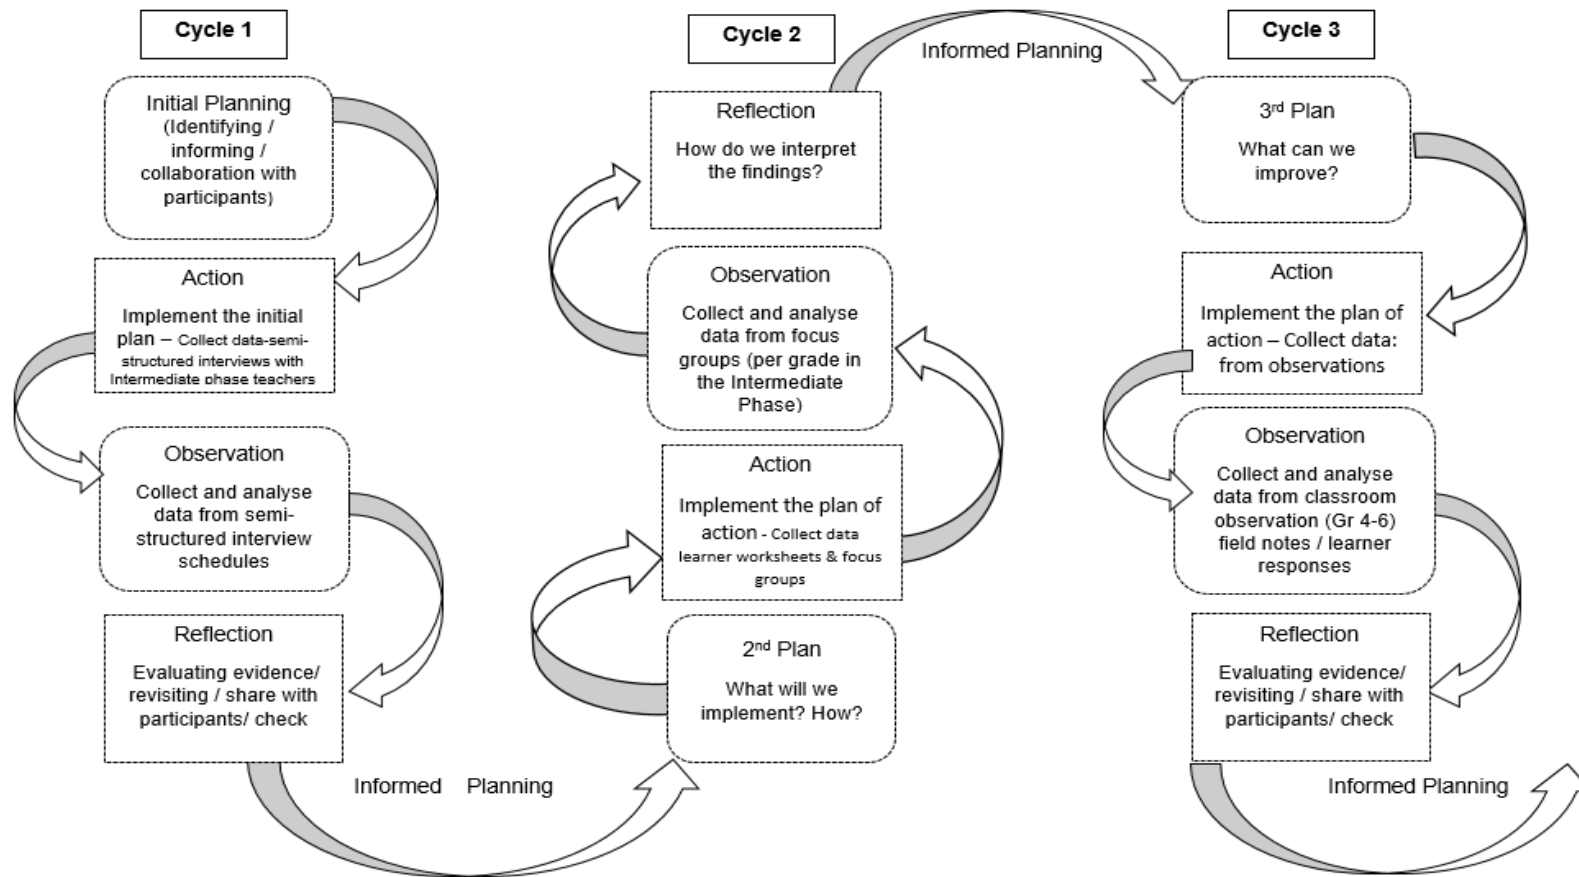 Cycle 1
Initial Planning
(Identifying /
informing /
collaboration with
participants)
Action
Implement the initial
plan – Collect data-semi-
structured interviews with
Intermediate phase teachers
Observation
Collect and analyse
data from semi-
structured interview
schedules
Reflection
Evaluating evidence/
revisiting / share with
participants/ check
Informed Planning
Cycle 2
2nd Plan
What will we
implement? How?
Action
Implement the plan of
action - Collect data
learner worksheets & focus
groups
Observation
Collect and analyse
data from focus
groups (per grade in
the Intermediate
Phase)
Reflection
How do we interpret
the findings?
Informed Planning
Cycle 3
3rd Plan
What can we
improve?
Action
Implement the plan of
action – Collect data:
from observations
Observation
Collect and analyse
data from classroom
observation (Gr 4-6)
field notes / learner
responses
Reflection
Evaluating evidence/
revisiting / share with
participants/ check
Informed Planning